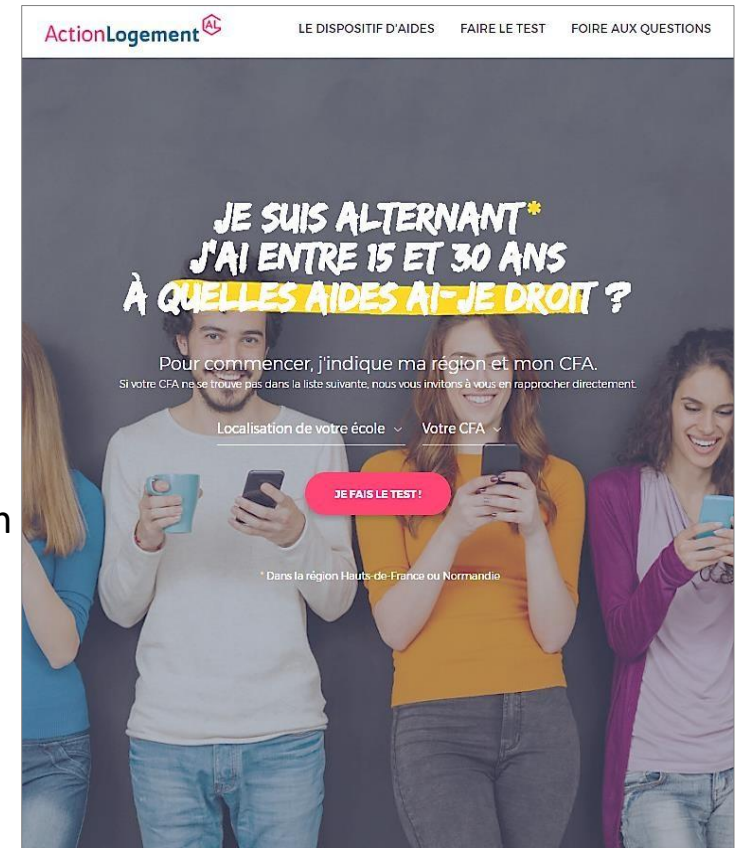 ActionLogement AL
LE DISPOSITIF D'AIDES FAIRE LE TEST FOIRE AUX QUESTIONS
JE SUIS ALTERNANT*
J'AI ENTRE 15 ET 30 ANS
À QUELLES AIDES AI-JE DROIT ?
Pour commencer, j'indique ma région et mon CFA.
Si votre CFA ne se trouve pas dans la liste suivante, nous vous invitons à vous en rapprocher directement.
Localisation de votre école Votre CFA
JE FAIS LE TEST !
n
* Dans la région Hauts-de-France ou Normandie